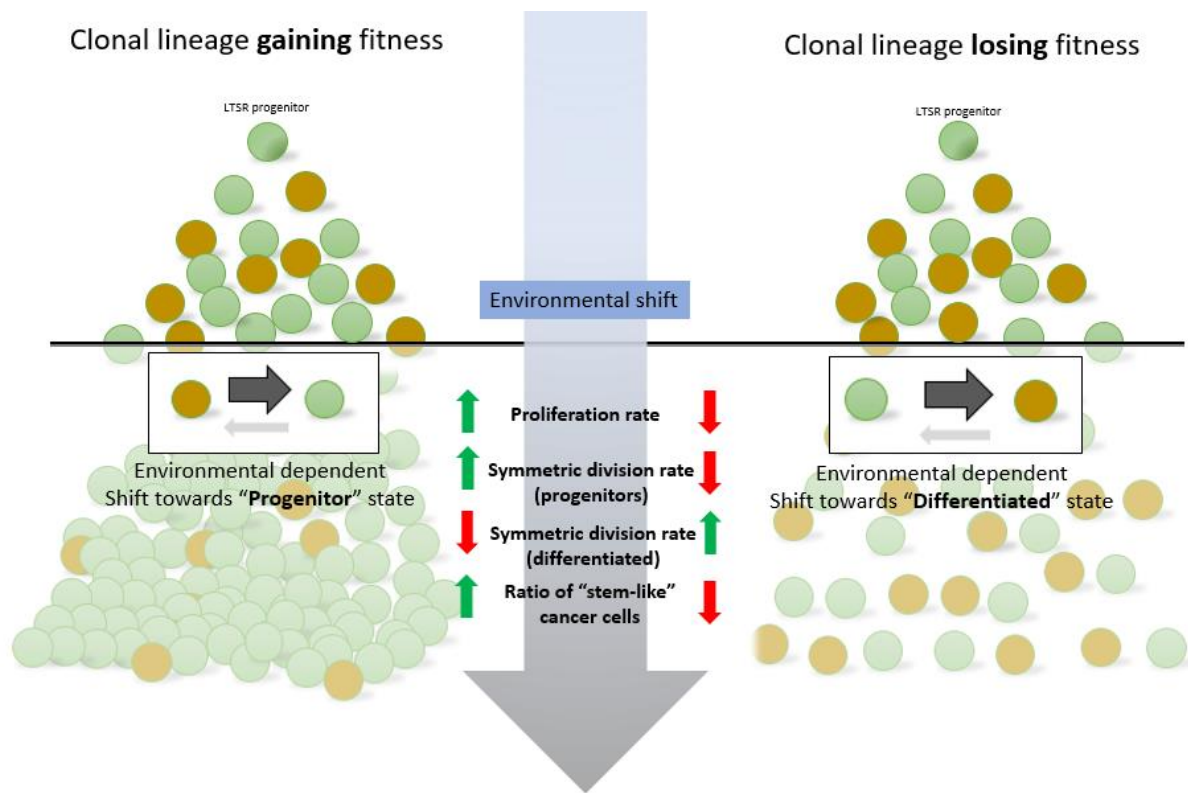 Clonal lineage gaining fitness
Clonal lineage losing fitness
LTSR progenitor
LTSR progenitor
Environmental shift
Proliferation rate
Symmetric division rate
(progenitors)
Symmetric division rate
(differentiated)
Ratio of “stem-like”
cancer cells
Environmental dependent
Shift towards “Progenitor” state
Environmental dependent
Shift towards “Differentiated” state